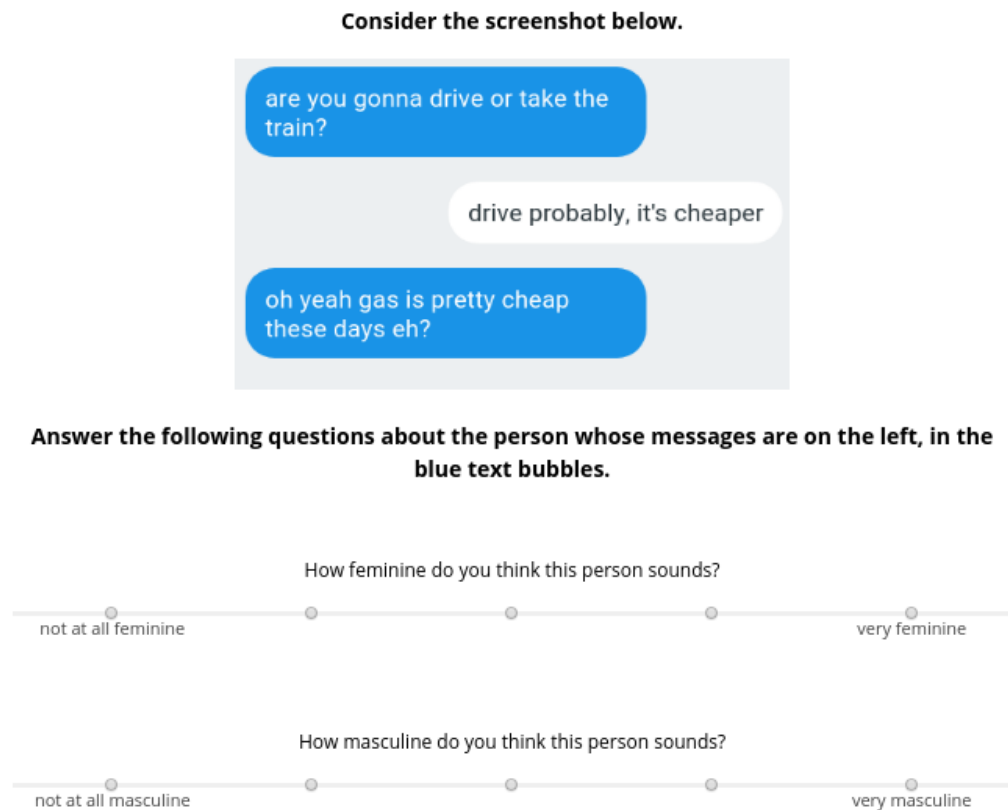 Consider the screenshot below.
are you gonna drive or take the
train?
drive probably, it's cheaper
oh yeah gas is pretty cheap
these days eh?
Answer the following questions about the person whose messages are on the left, in the
blue text bubbles.
How feminine do you think this person sounds?
not at all feminine
very feminine
How masculine do you think this person sounds?
not at all masculine
very masculine